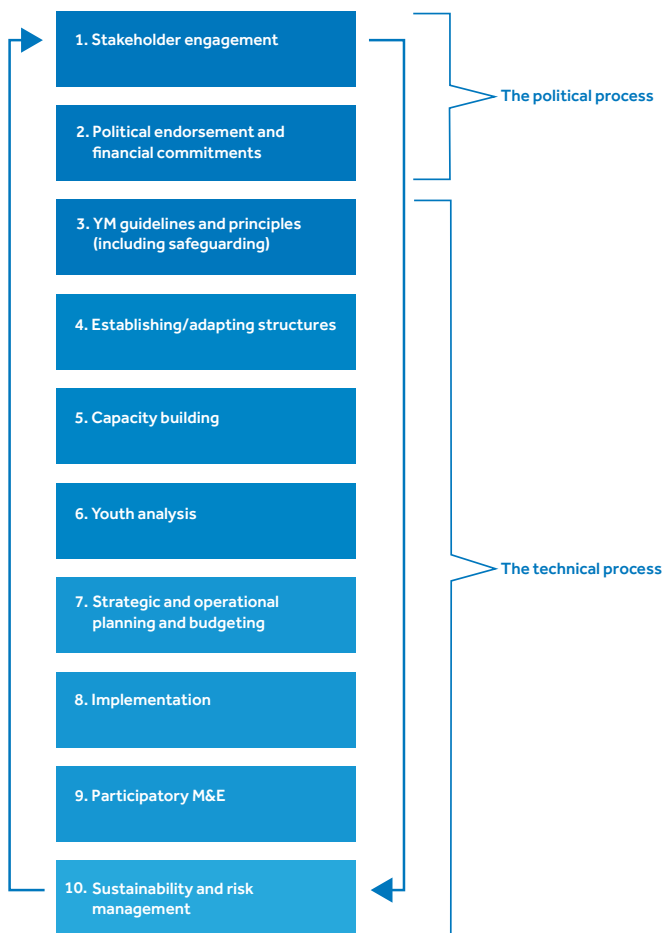 1. Stakeholder engagement
The political process
2. Political endorsement and
financial commitments
3. YM guidelines and principles
(including safeguarding)
4. Establishing/adapting structures
5. Capacity building
6. Youth analysis
The technical process
7. Strategic and operational
planning and budgeting
8. Implementation
9. Participatory M&E
10. Sustainability and risk
management